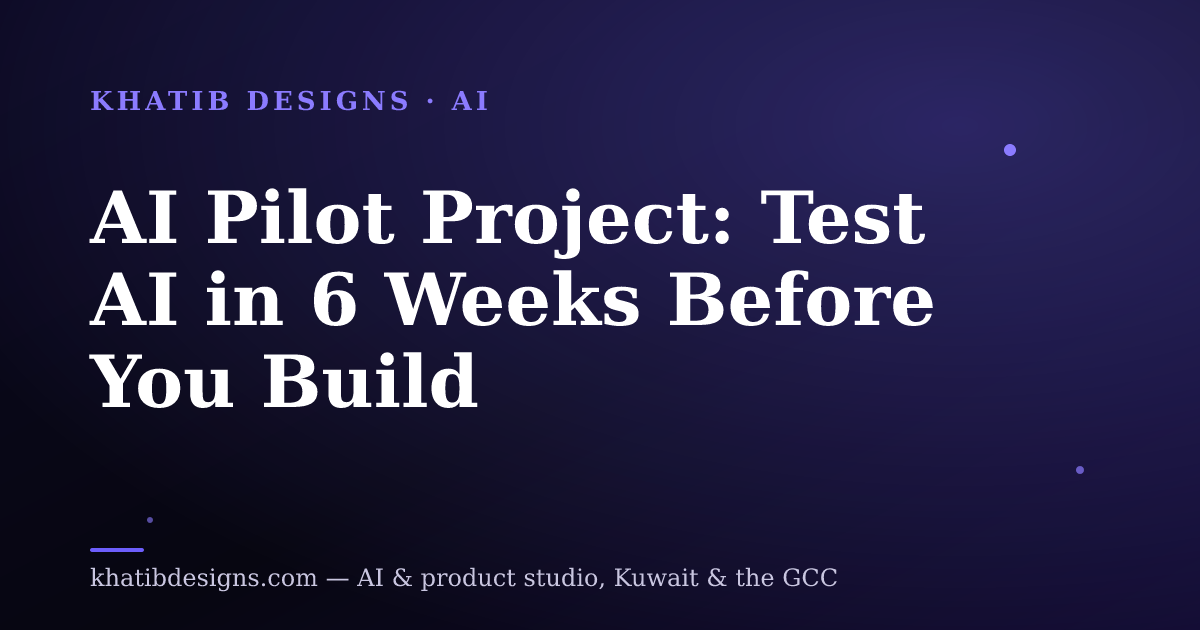 KHATIB DESIGNS · AI
AI Pilot Project: Test
AI in 6 Weeks Before
You Build
khatibdesigns.com — AI & product studio, Kuwait & the GCC